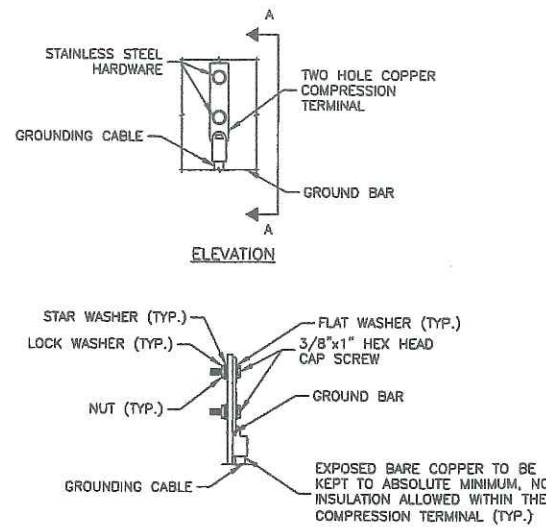 A
STAINLESS STEEL
HARDWARE
TWO HOLE COPPER
COMPRESSION
TERMINAL
GROUNDING CABLE
GROUND BAR
A
ELEVATION
STAR WASHER (TYP.)
FLAT WASHER (TYP.)
LOCK WASHER (TYP.)
3/8"x1" HEX HEAD
CAP SCREW
NUT (TYP.)
GROUND BAR
GROUNDING CABLE
EXPOSED BARE COPPER TO BE
KEPT TO ABSOLUTE MINIMUM, NO
INSULATION ALLOWED WITHIN THE
COMPRESSION TERMINAL (TYP.)